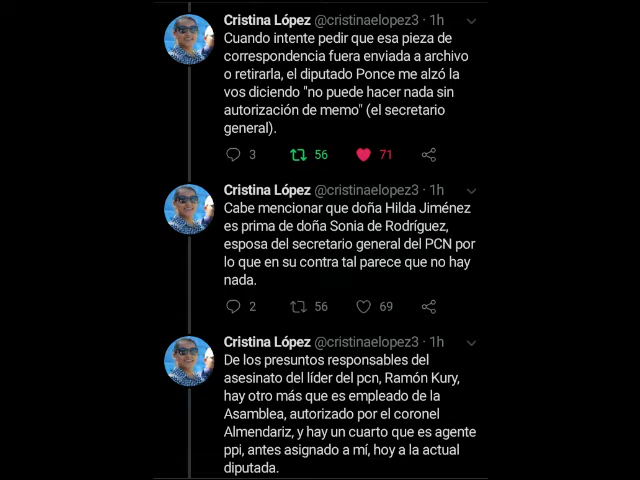 Cristina López @cristinaelopez3 · 1h
Cuando intente pedir que esa pieza de
correspondencia fuera enviada a archivo
o retirarla, el diputado Ponce me alzó la
vos diciendo "no puede hacer nada sin
autorización de memo" (el secretario
general).
3 56 71
Cristina López @cristinaelopez3 · 1h
Cabe mencionar que doña Hilda Jiménez
es prima de doña Sonia de Rodríguez,
esposa del secretario general del PCN por
lo que en su contra tal parece que no hay
nada.
2 56 69
Cristina López @cristinaelopez3 · 1h
De los presuntos responsables del
asesinato del líder del pcn, Ramón Kury,
hay otro más que es empleado de la
Asamblea, autorizado por el coronel
Almendariz, y hay un cuarto que es agente
ppi, antes asignado a mí, hoy a la actual
diputada.